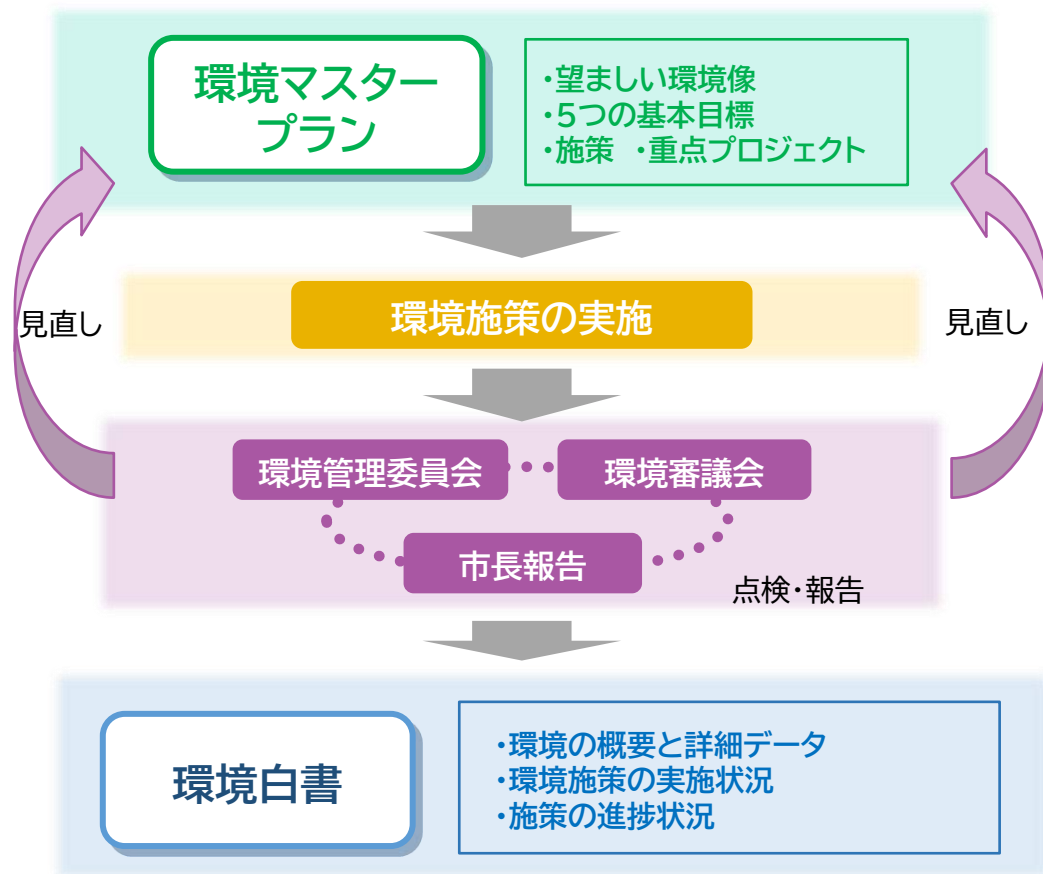 環境マスター
プラン
・望ましい環境像
・5つの基本目標
・施策 ・重点プロジェクト
見直し
環境施策の実施
見直し
環境管理委員会
環境審議会
市長報告
点検・報告
環境白書
・環境の概要と詳細データ
・環境施策の実施状況
・施策の進捗状況